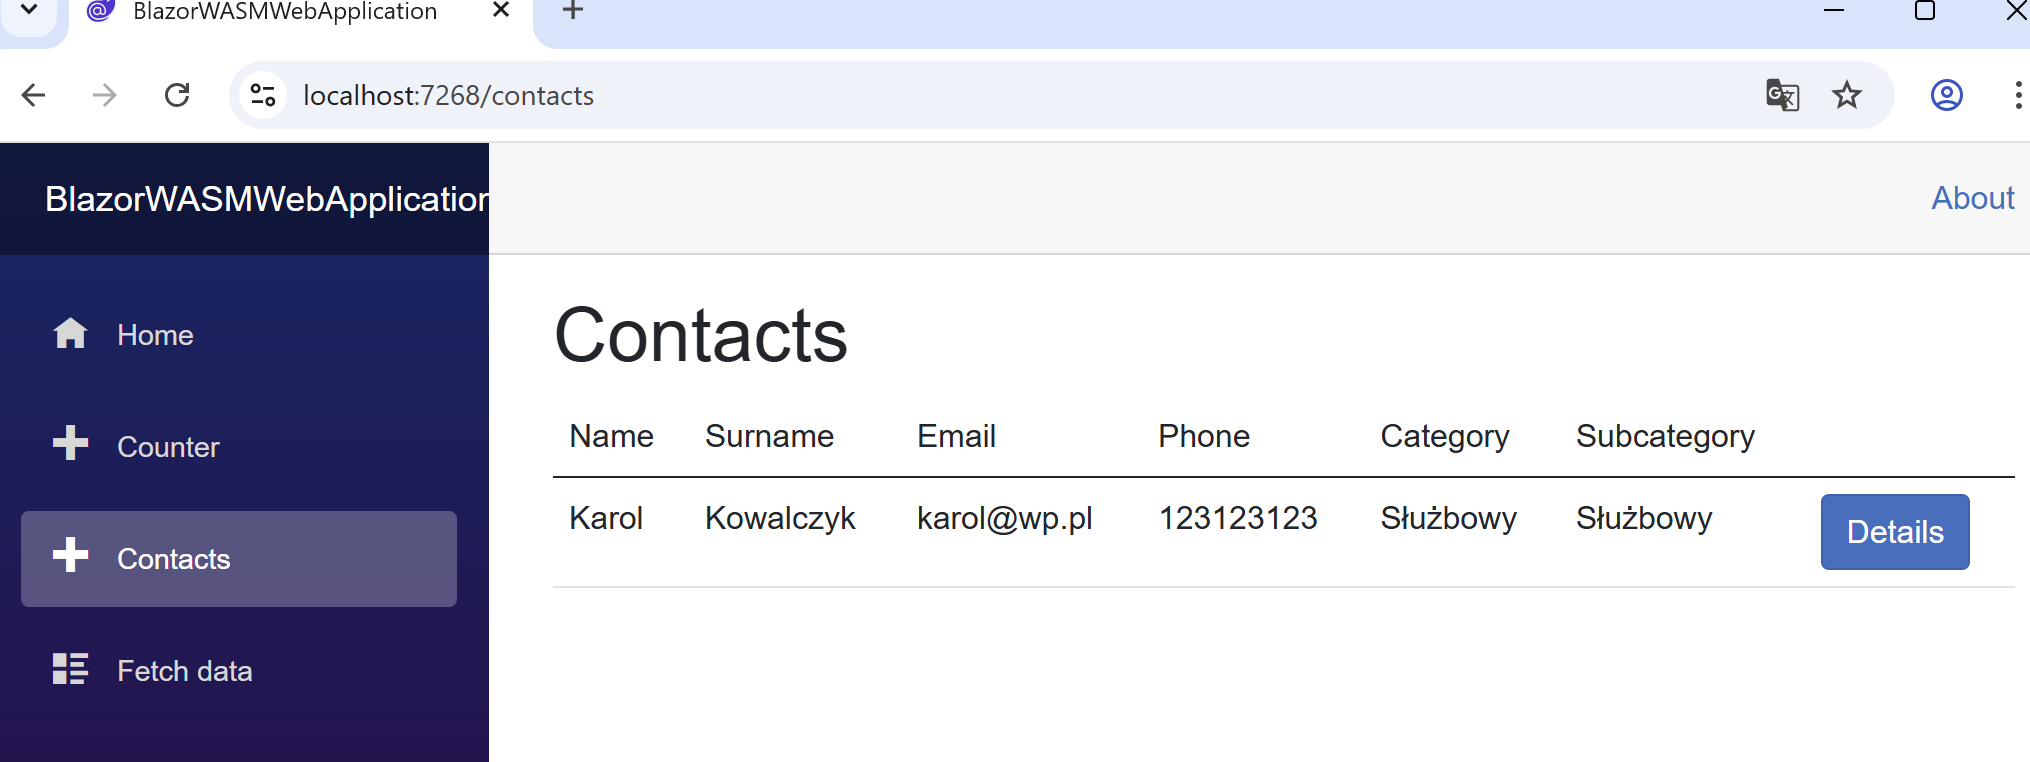 BlazorWASMWebApplication
localhost:7268/contacts
BlazorWASMWebApplication
About
Home
Counter
Contacts
Fetch data
Contacts
Name Surname Email Phone Category Subcategory
Karol Kowalczyk karol@wp.pl 123123123 Służbowy Służbowy Details